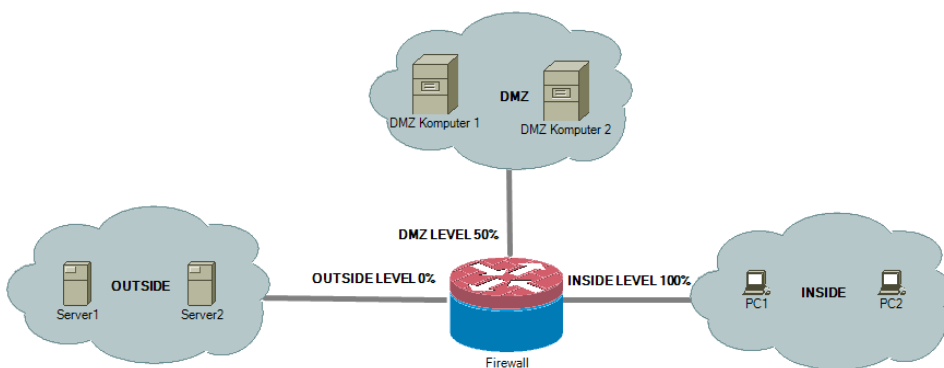 DMZ
DMZ Komputer 1
DMZ Komputer 2
DMZ LEVEL 50%
OUTSIDE
Server1
Server2
OUTSIDE LEVEL 0%
INSIDE LEVEL 100%
PC1
INSIDE
PC2
Firewall